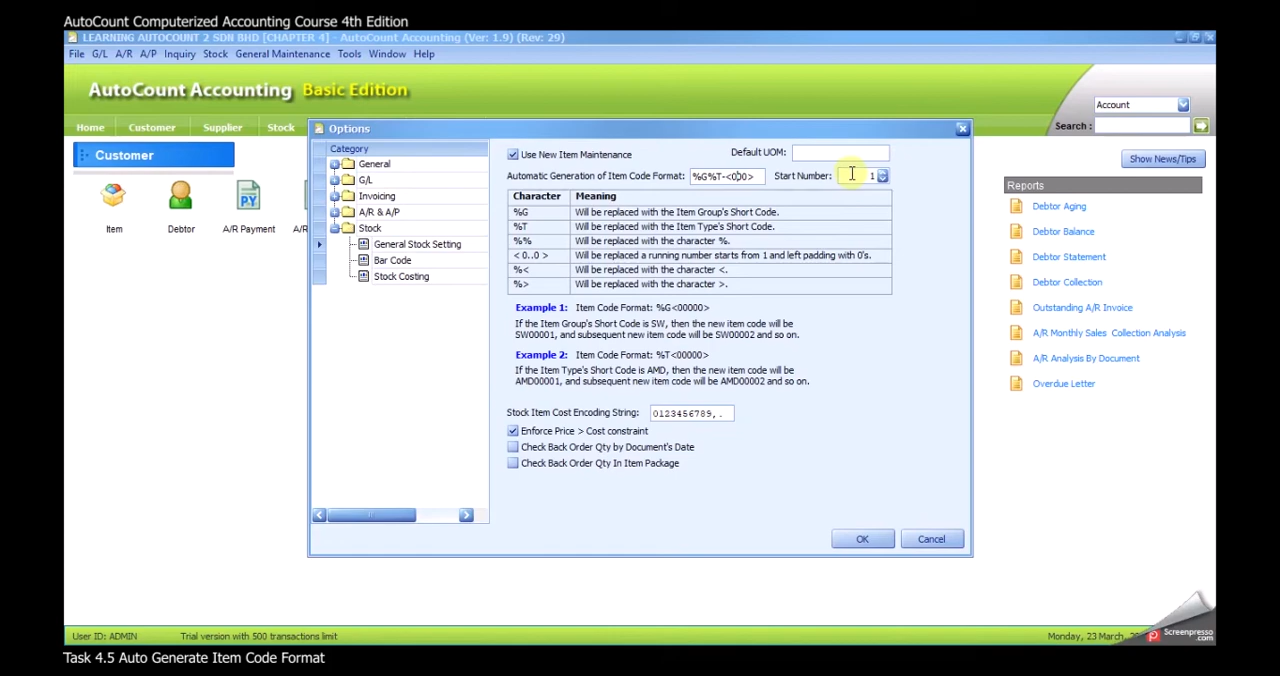 AutoCount Computerized Accounting Course 4th Edition
LEARNING AUTOCOUNT 2 SDN BHD [CHAPTER 4] - AutoCount Accounting (Ver: 1.9) (Rev: 29)
File G/L A/R A/P Inquiry Stock General Maintenance Tools Window Help
AutoCount Accounting Basic Edition
Account
Search :
Home Customer Supplier Stock
Customer
Item Debtor A/R Payment
Show News/Tips
Reports
Debtor Aging
Debtor Balance
Debtor Statement
Debtor Collection
Outstanding A/R Invoice
A/R Monthly Sales Collection Analysis
A/R Analysis By Document
Overdue Letter
Options
Category
General
G/L
Invoicing
A/R & A/P
Stock
General Stock Setting
Bar Code
Stock Costing
Use New Item Maintenance Default UOM:
Automatic Generation of Item Code Format: %G%T-<000> Start Number: 1
Character Meaning
%G Will be replaced with the Item Group's Short Code.
%T Will be replaced with the Item Type's Short Code.
%% Will be replaced with the character %.
< 0..0 > Will be replaced a running number starts from 1 and left padding with 0's.
%< Will be replaced with the character <.
%> Will be replaced with the character >.
Example 1: Item Code Format: %G<00000>
If the Item Group's Short Code is SW, then the new item code will be
SW00001, and subsequent new item code will be SW00002 and so on.
Example 2: Item Code Format: %T<00000>
If the Item Type's Short Code is AMD, then the new item code will be
AMD00001, and subsequent new item code will be AMD00002 and so on.
Stock Item Cost Encoding String: 0123456789,.
Enforce Price > Cost constraint
Check Back Order Qty by Document's Date
Check Back Order Qty In Item Package
OK Cancel
User ID: ADMIN Trial version with 500 transactions limit Monday, 23 March,
Screenpresso
.com
Task 4.5 Auto Generate Item Code Format